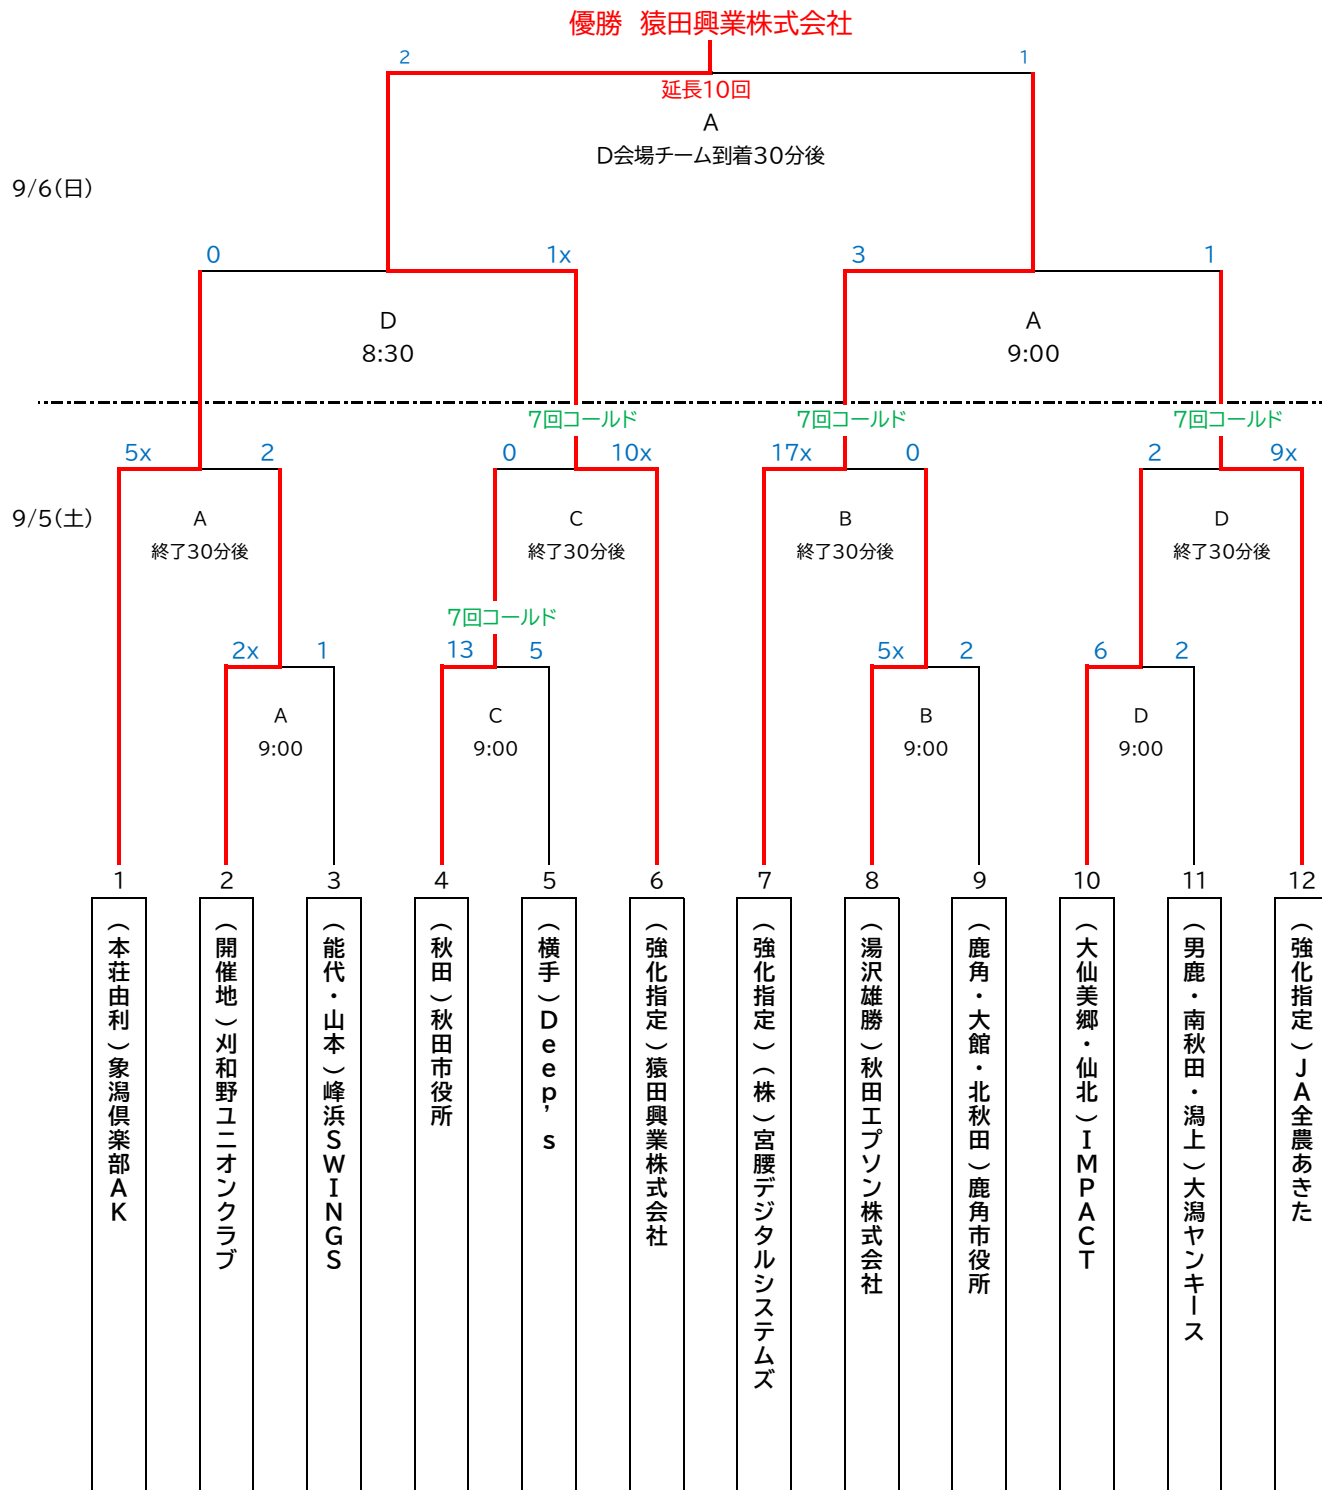 優勝 猿田興業株式会社
2
1
延長10回
A
D会場チーム到着30分後
9/6(日)
0
1x
3
1
D
8:30
A
9:00
7回コールド
7回コールド
7回コールド
5x
2
0
10x
17x
0
2
9x
9/5(土)
A
終了30分後
C
終了30分後
B
終了30分後
D
終了30分後
7回コールド
2x
1
13
5
5x
2
6
2
A
9:00
C
9:00
B
9:00
D
9:00
1
2
3
4
5
6
7
8
9
10
11
12
(本荘由利)象潟倶楽部AK
(開催地)刈和野ユニオンクラブ
(能代・山本)峰浜SWINGS
(秋田)秋田市役所
(横手)Deep's
(強化指定)猿田興業株式会社
(強化指定)(株)宮腰デジタルシステムズ
(湯沢雄勝)秋田エプソン株式会社
(鹿角・大館・北秋田)鹿角市役所
(大仙美郷・仙北)IMPACT
(男鹿・南秋田・潟上)大潟ヤンキース
(強化指定)JA全農あきた